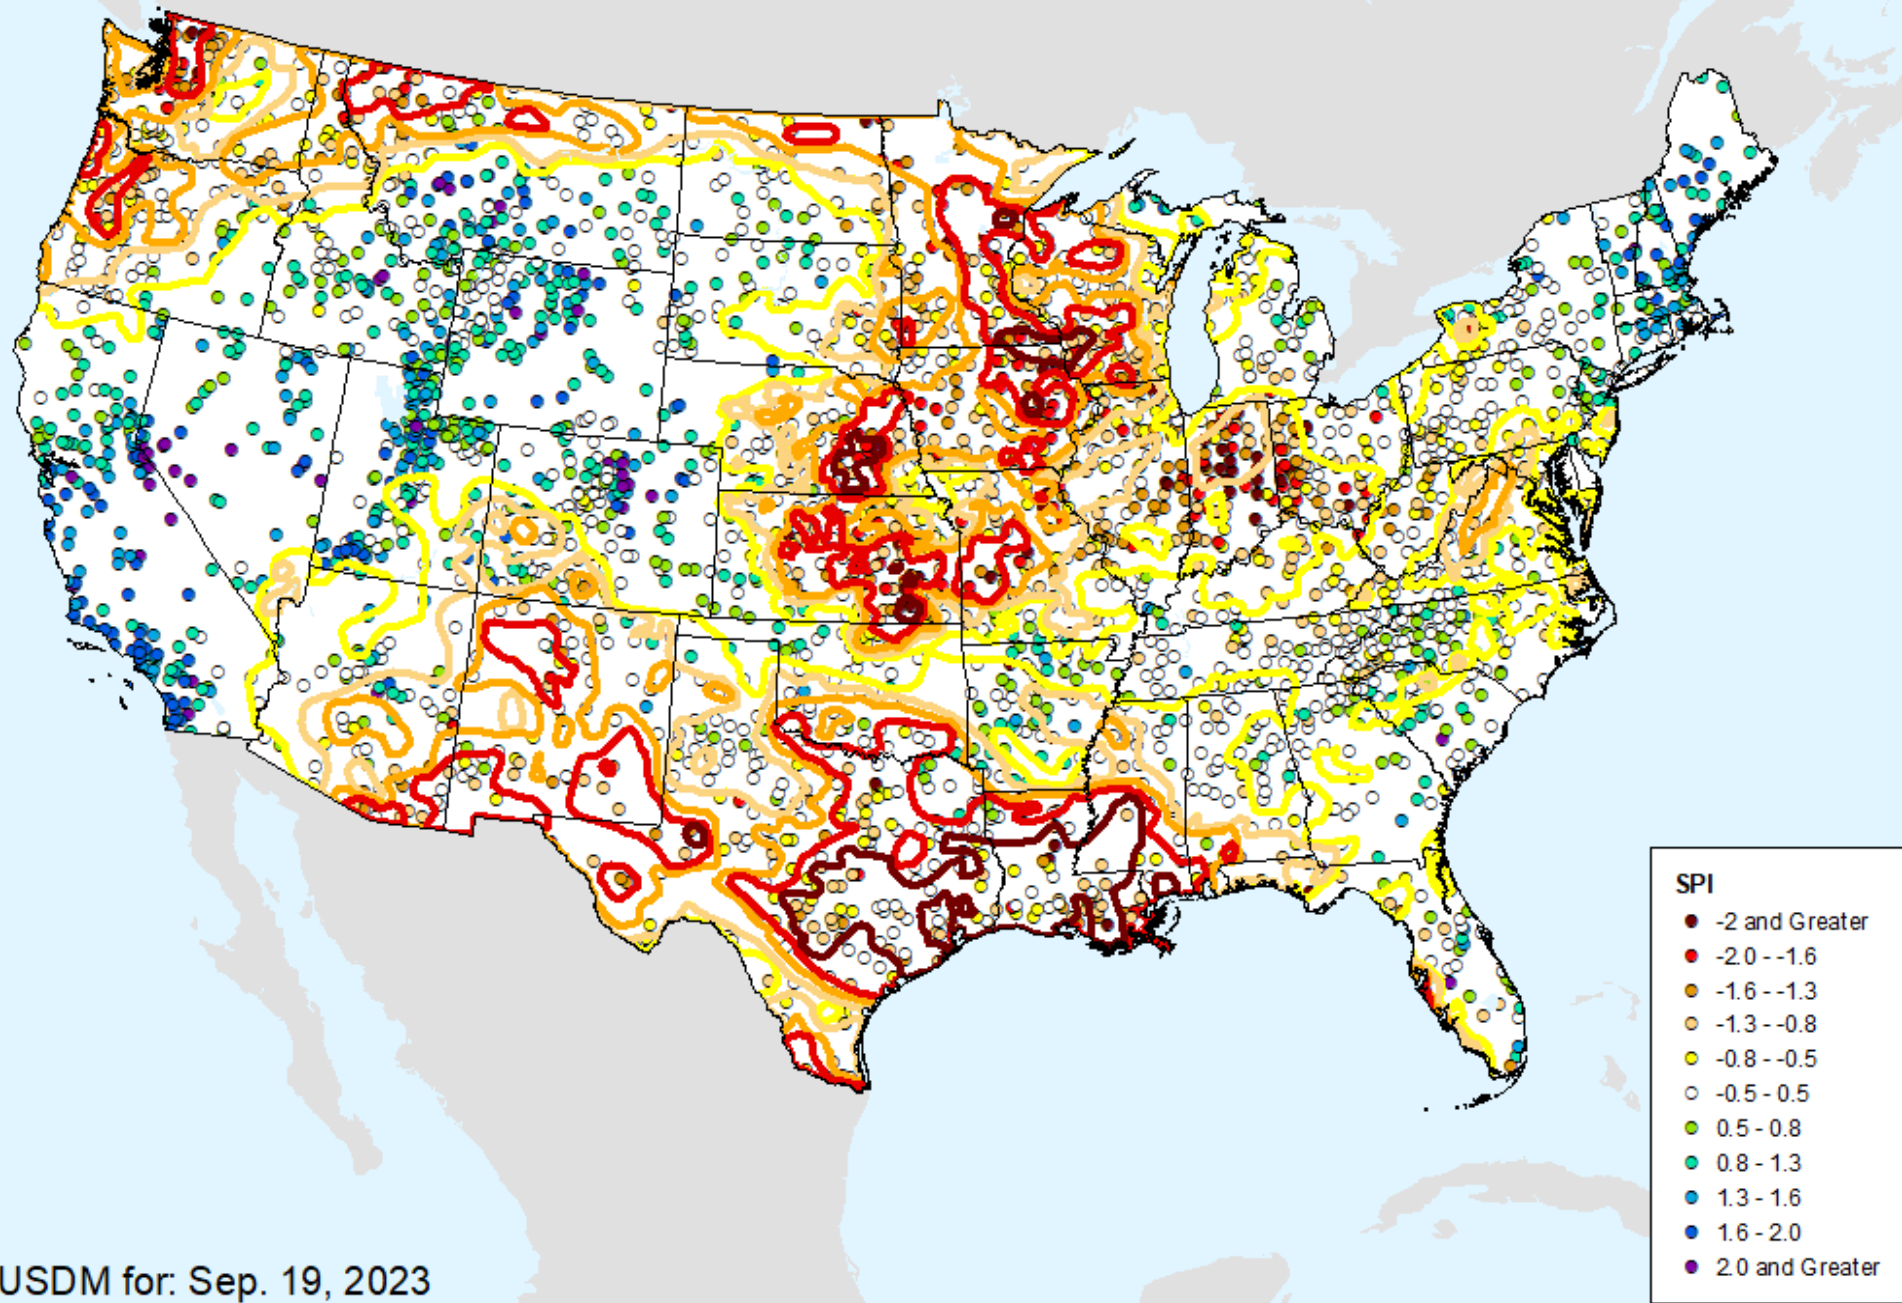 SPI
-2 and Greater
-2.0 - -1.6
-1.6 - -1.3
-1.3 - -0.8
-0.8 - -0.5
-0.5 - 0.5
0.5 - 0.8
0.8 - 1.3
1.3 - 1.6
1.6 - 2.0
2.0 and Greater
USDM for: Sep. 19, 2023